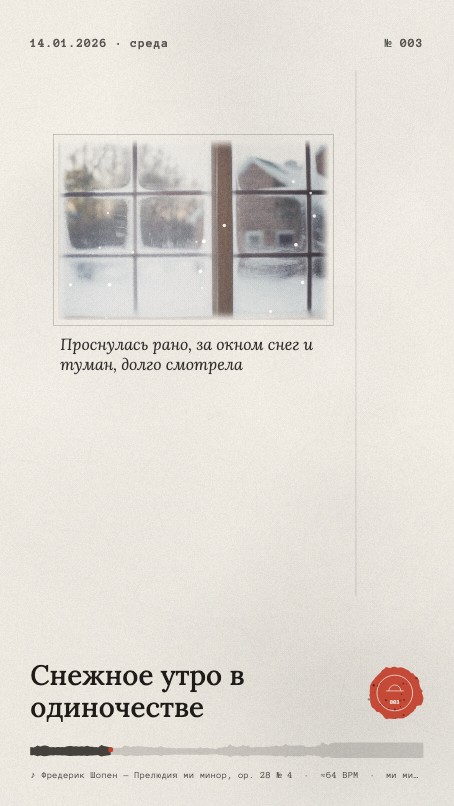 14.01.2026 · среда
№ 003
Проснулась рано, за окном снег и
туман, долго смотрела
Снежное утро в
одиночестве
003
♪ Фредерик Шопен — Прелюдия ми минор, op. 28 № 4 · ≈64 BPM · ми ми…